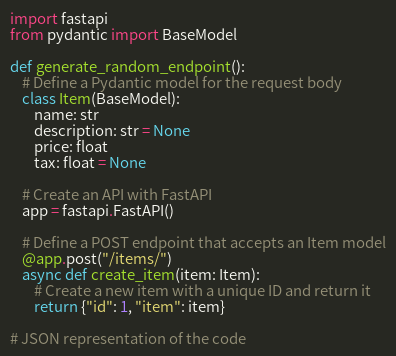 import fastapi
from pydantic import BaseModel
def generate_random_endpoint():
# Define a Pydantic model for the request body
class Item(BaseModel):
name: str
description: str = None
price: float
tax: float = None
# Create an API with FastAPI
app = fastapi.FastAPI()
# Define a POST endpoint that accepts an Item model
@app.post("/items/")
async def create_item(item: Item):
# Create a new item with a unique ID and return it
return {"id": 1, "item": item}
# JSON representation of the code